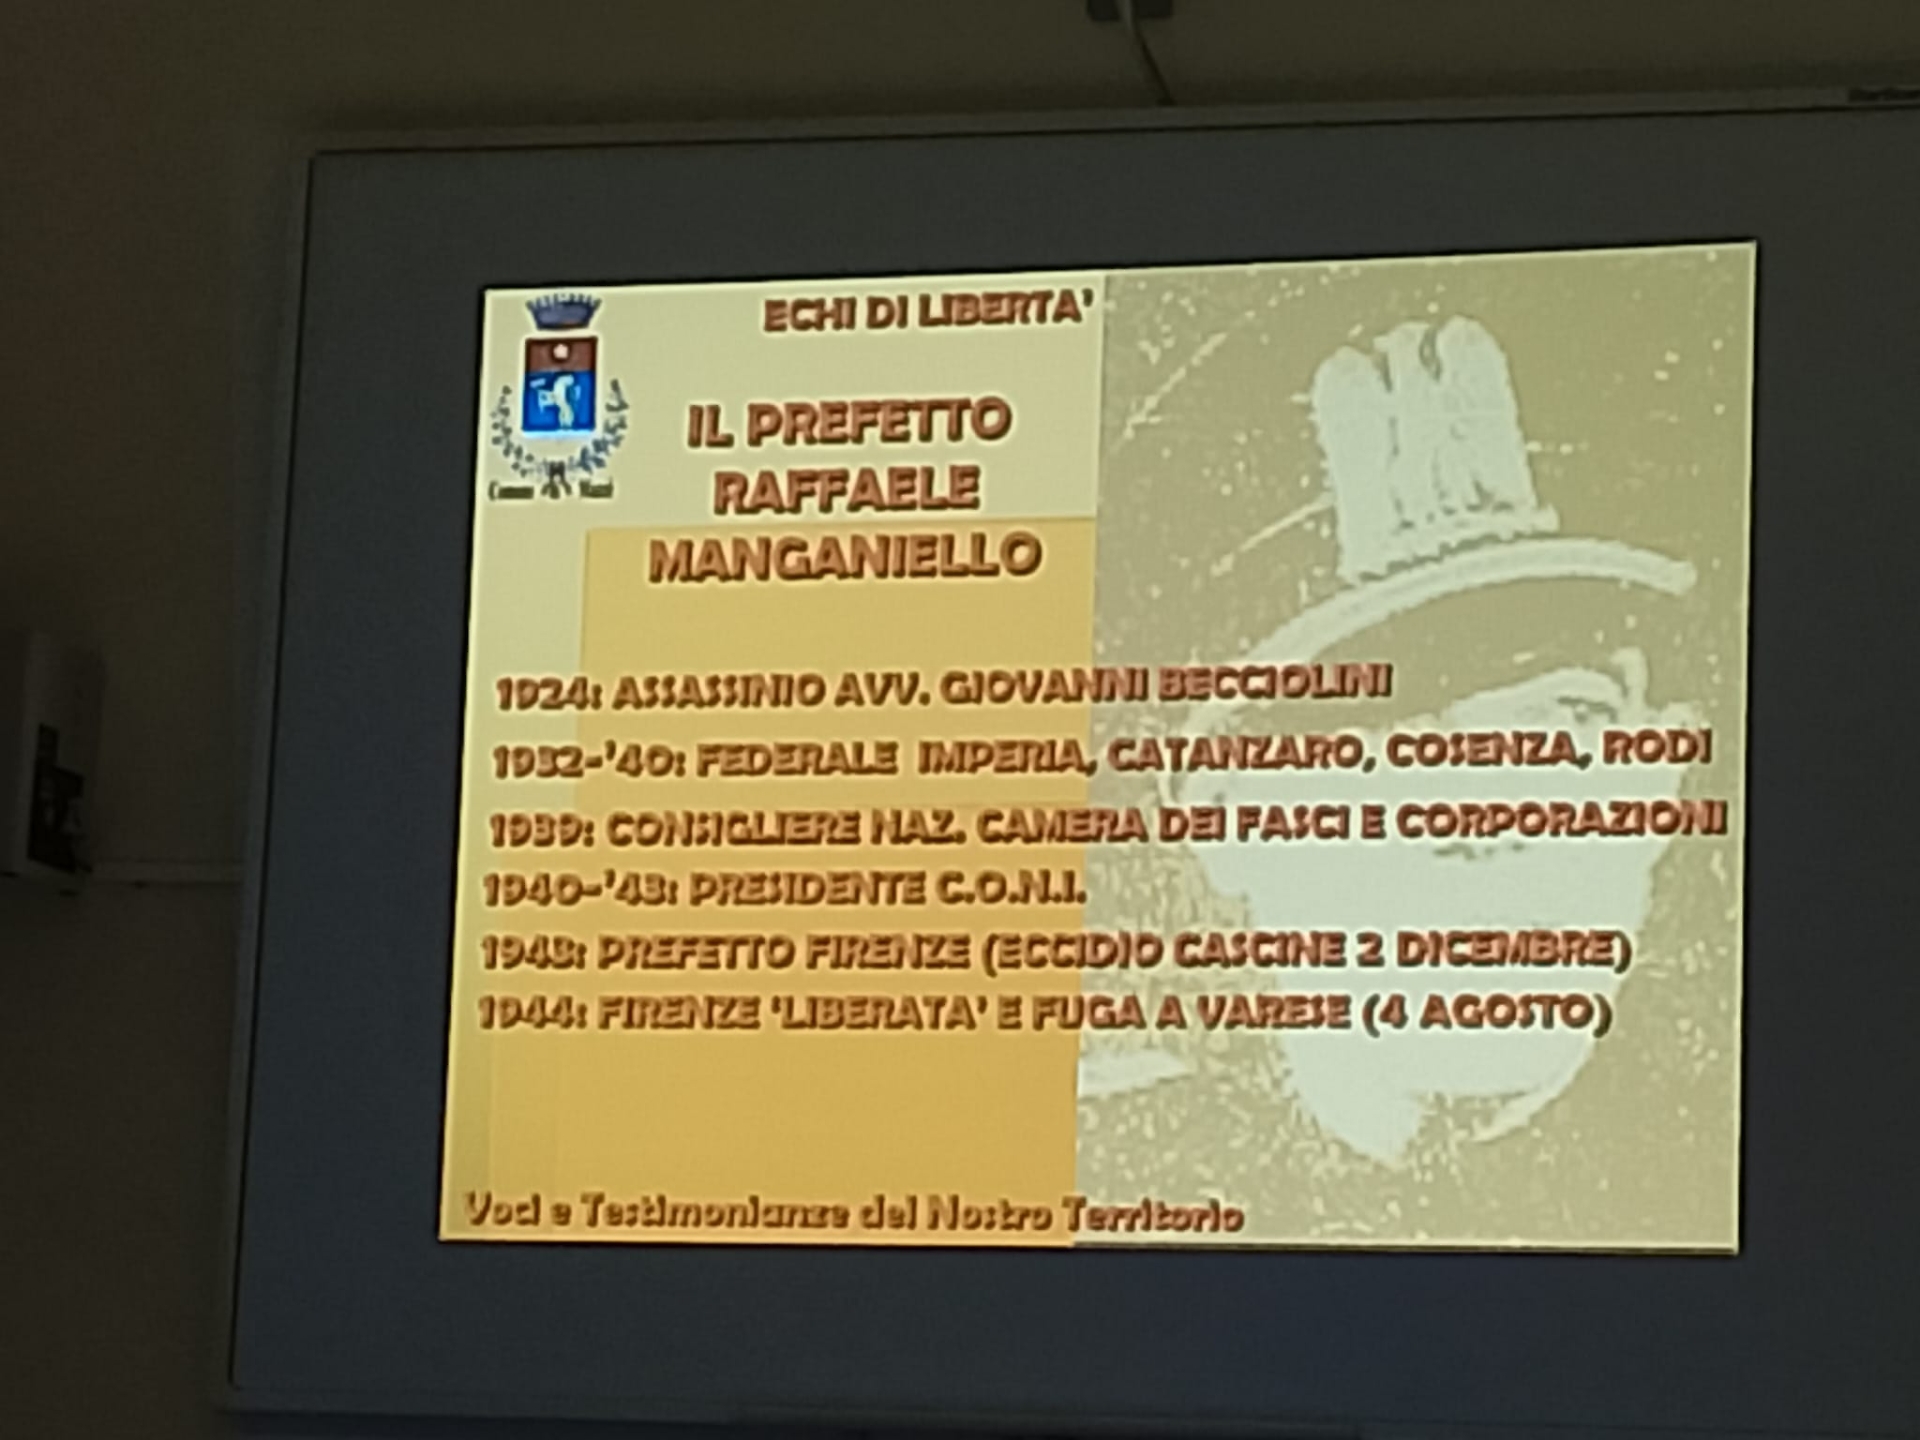 ECHI DI LIBERTA'
IL PREFETTO
RAFFAELE
MANGANIELLO
1924: ASSASSINIO AVV. GIOVANNI BECCIOLINI
1932-'40: FEDERALE IMPERIA, CATANZARO, COSENZA, RODI
1939: CONSIGLIERE NAZ. CAMERA DEI FASCI E CORPORAZIONI
1940-'43: PRESIDENTE C.O.N.I.
1943: PREFETTO FIRENZE (ECCIDIO CASCINE 2 DICEMBRE)
1944: FIRENZE 'LIBERATA' E FUGA A VARESE (4 AGOSTO)
Voci e Testimonianze del Nostro Territorio